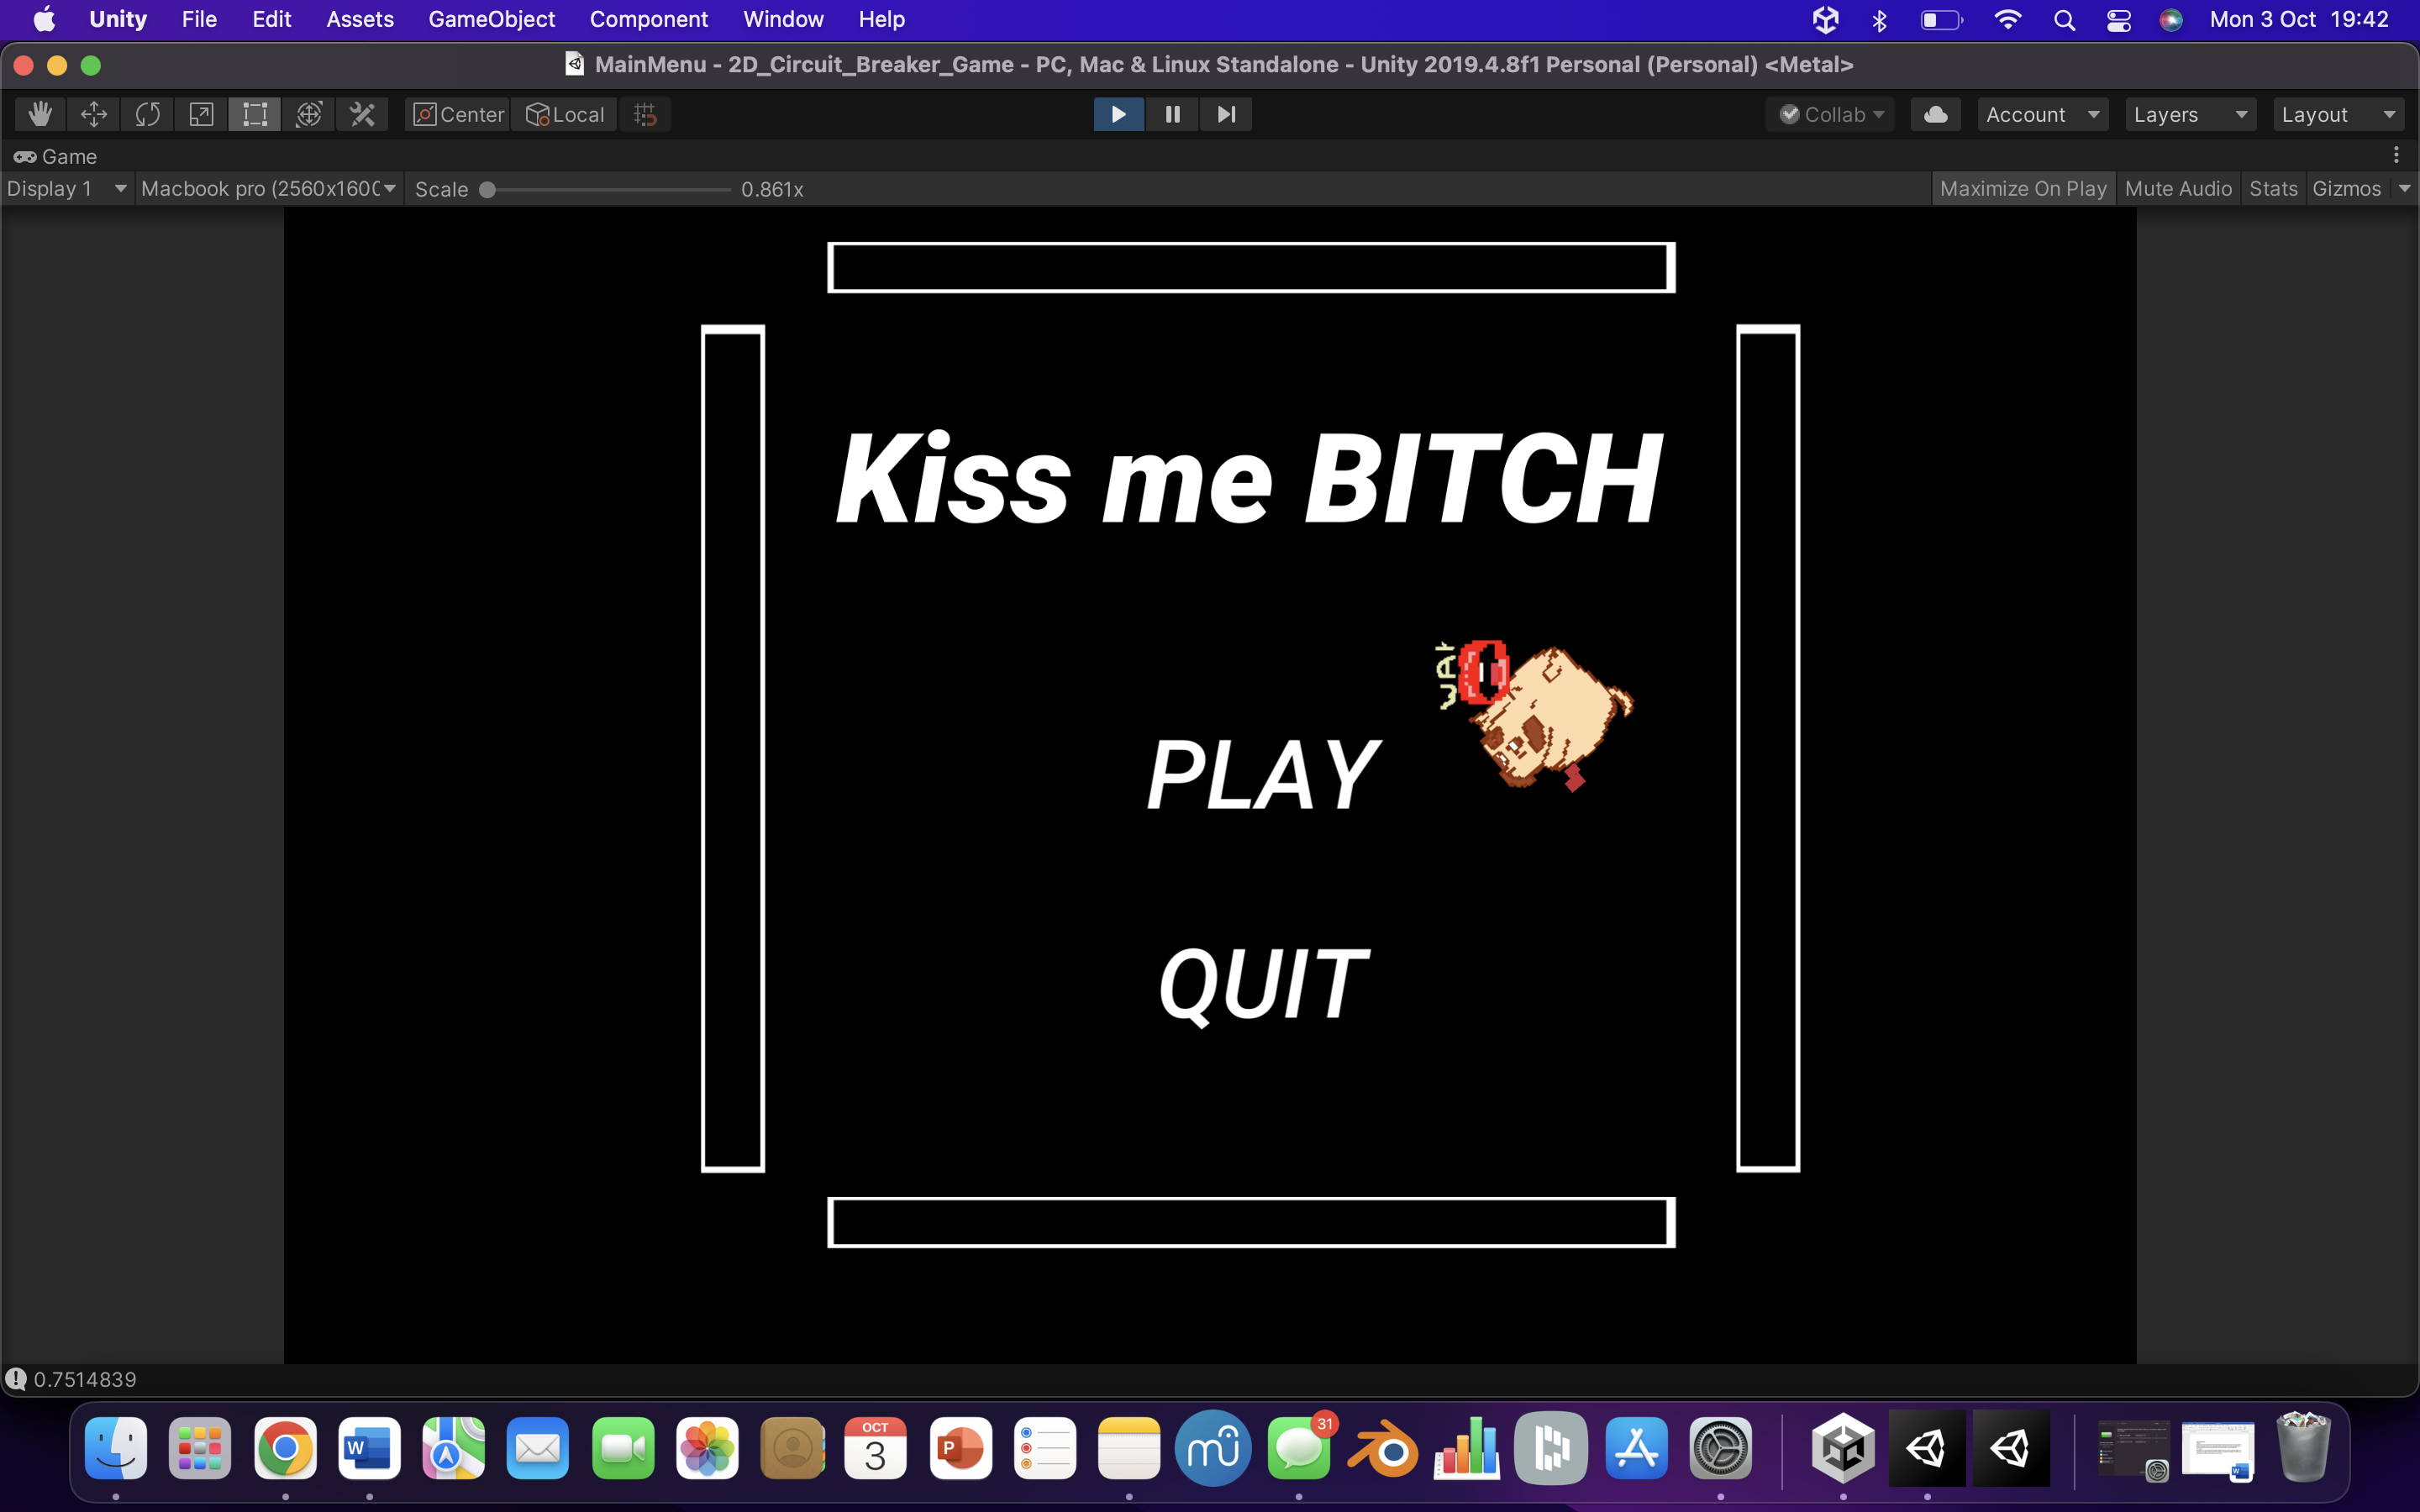 Unity File Edit Assets GameObject Component Window Help Mon 3 Oct 19:42
MainMenu - 2D_Circuit_Breaker_Game - PC, Mac & Linux Standalone - Unity 2019.4.8f1 Personal (Personal) <Metal>
Center Local Collab Account Layers Layout
Game
Display 1 Macbook pro (2560x1600 Scale 0.861x Maximize On Play Mute Audio Stats Gizmos
Kiss me BITCH
PLAY
QUIT
0.7514839
W
OCT
3
P
31